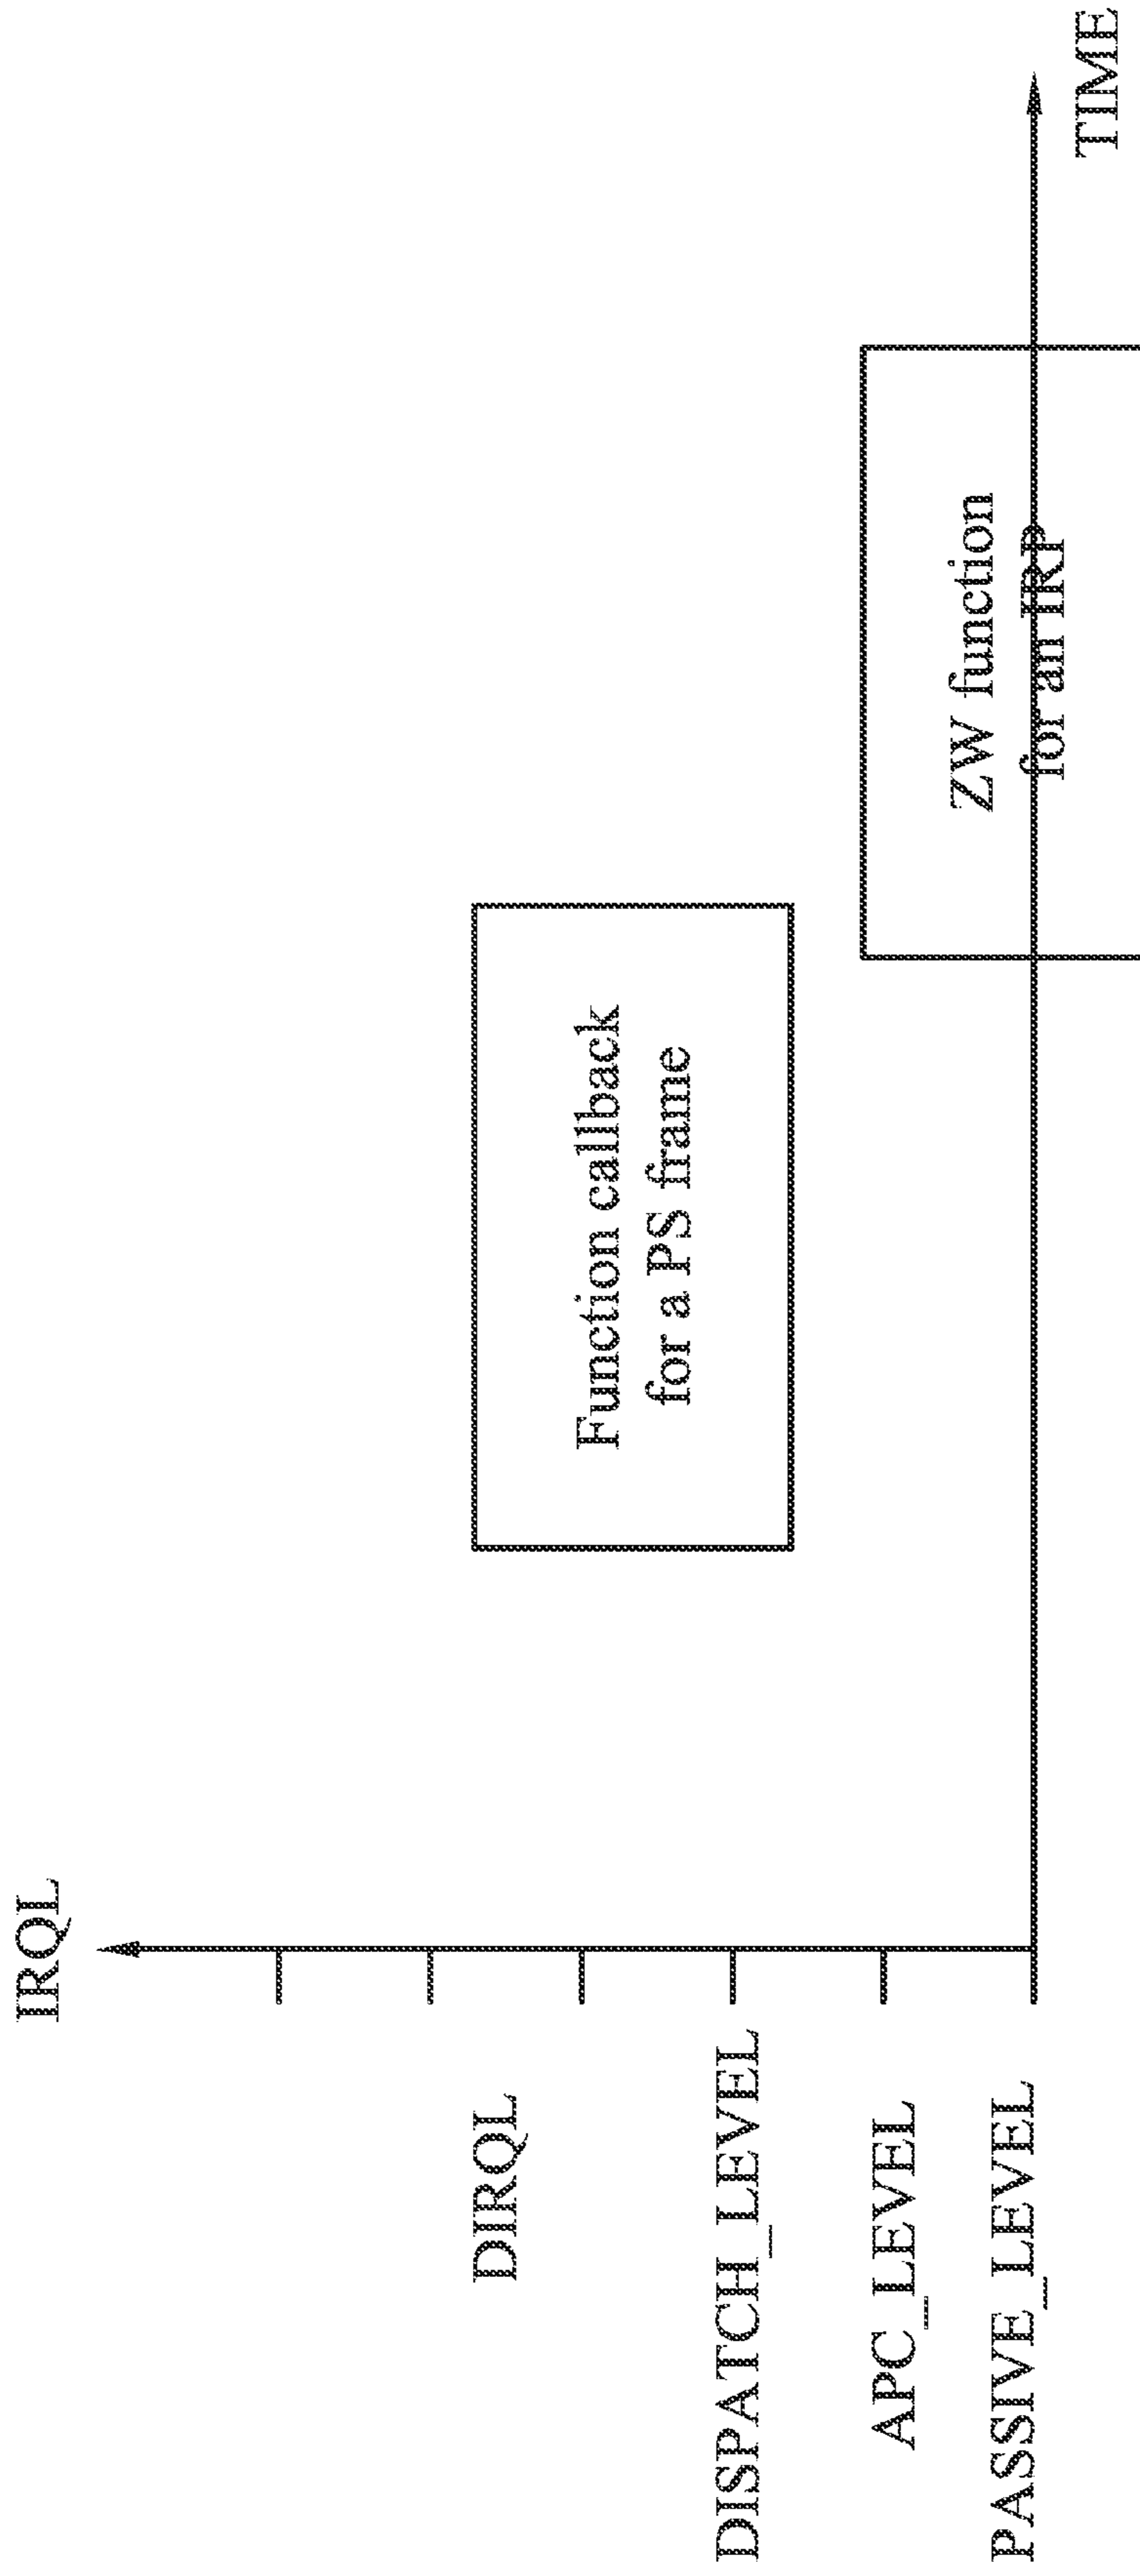 IRQL
DIRQL
DISPATCH_LEVEL
APC_LEVEL
PASSIVE_LEVEL
Function callback
for a PS frame
ZW function
for an IRP
TIME